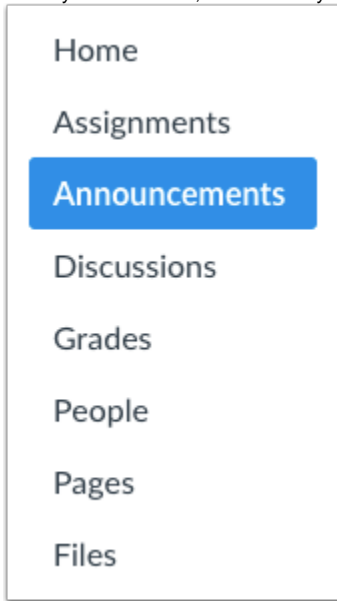 Home
Assignments
Announcements
Discussions
Grades
People
Pages
Files